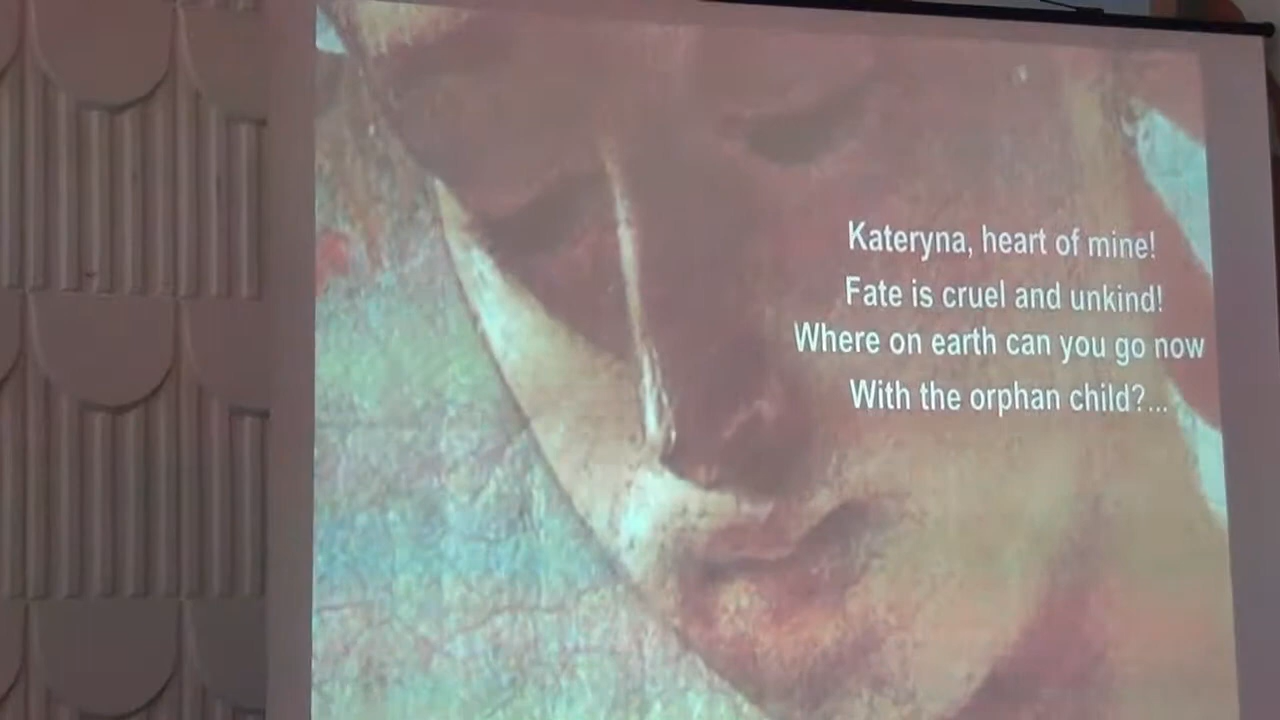 Kateryna, heart of mine!
Fate is cruel and unkind!
Where on earth can you go now
With the orphan child?...